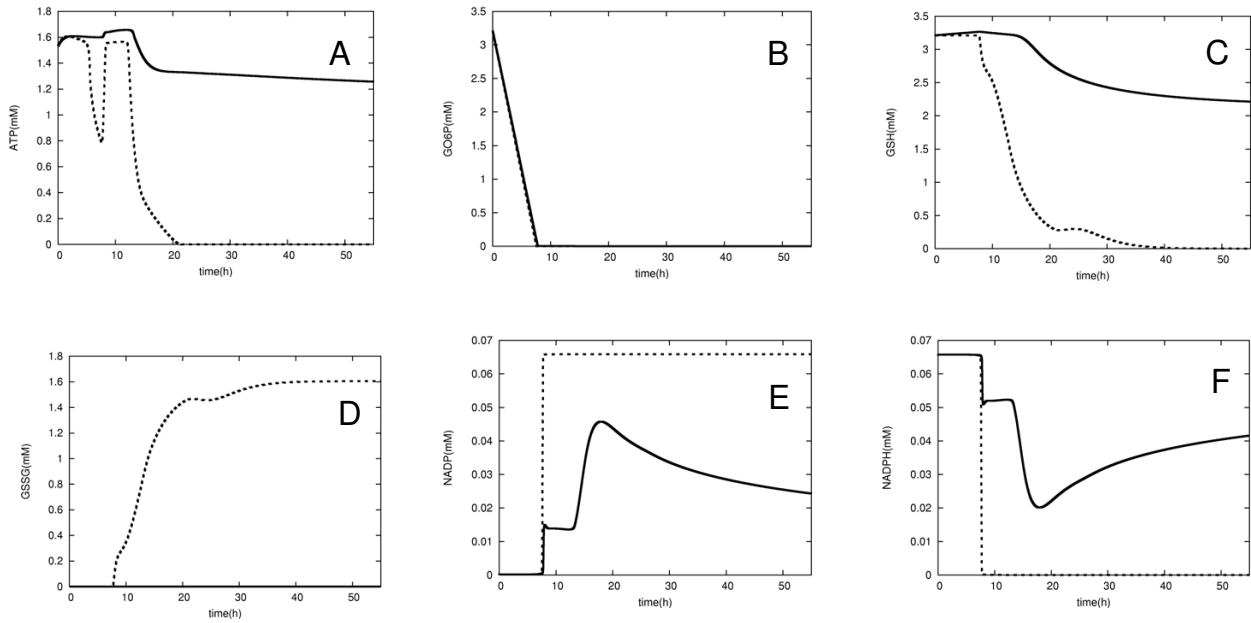 1.8
1.6
1.4
1.2
1
0.8
0.6
0.4
0.2
0
ATP(mM)
A
0 10 20 30 40 50
time(h)
3.5
3
2.5
2
1.5
1
0.5
0
GO6P(mM)
B
0 10 20 30 40 50
time(h)
3.5
3
2.5
2
1.5
1
0.5
0
GSH(mM)
C
0 10 20 30 40 50
time(h)
1.8
1.6
1.4
1.2
1
0.8
0.6
0.4
0.2
0
GSSG(mM)
D
0 10 20 30 40 50
time(h)
0.07
0.06
0.05
0.04
0.03
0.02
0.01
0
NADP(mM)
E
0 10 20 30 40 50
time(h)
0.07
0.06
0.05
0.04
0.03
0.02
0.01
0
NADPH(mM)
F
0 10 20 30 40 50
time(h)